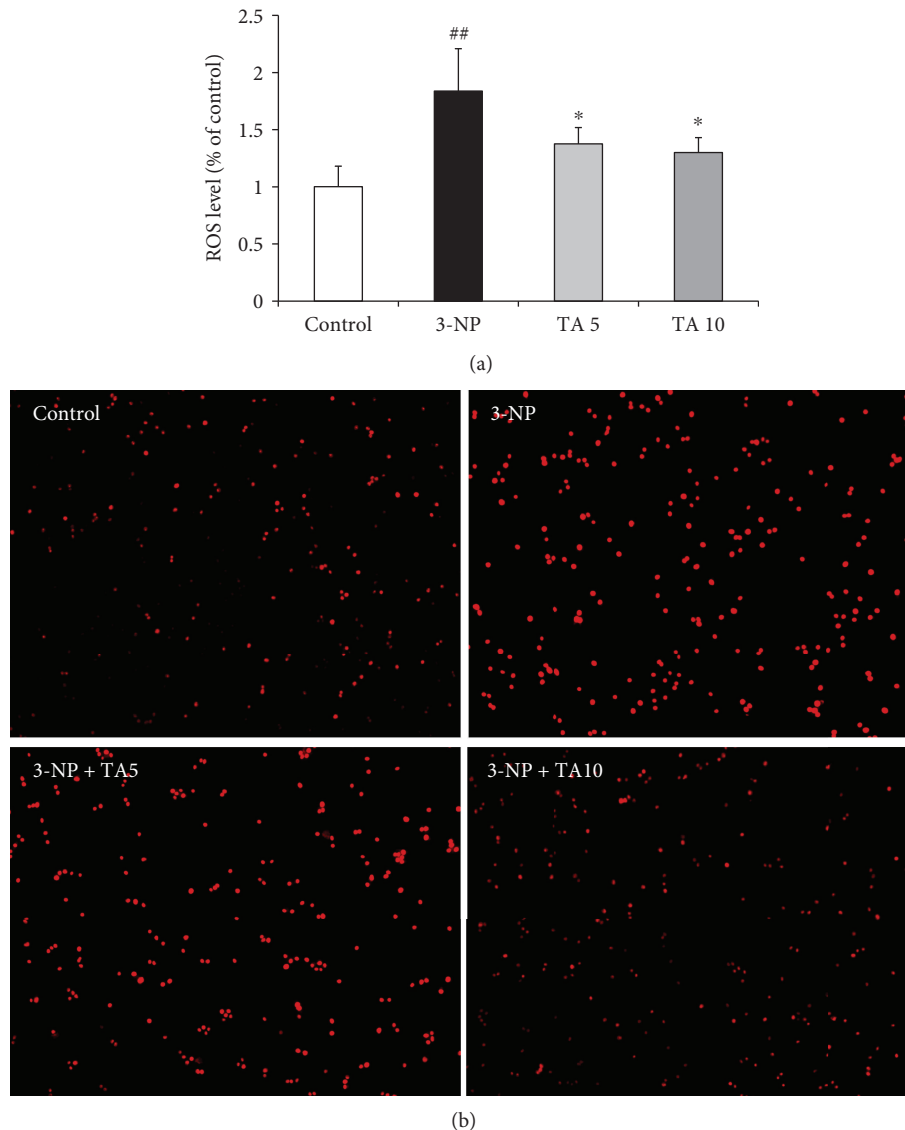 ROS level (% of control)
2.5
2
1.5
1
0.5
0
##
*
*
Control 3-NP TA 5 TA 10
(a)
Control 3-NP
3-NP + TA5 3-NP + TA10
(b)